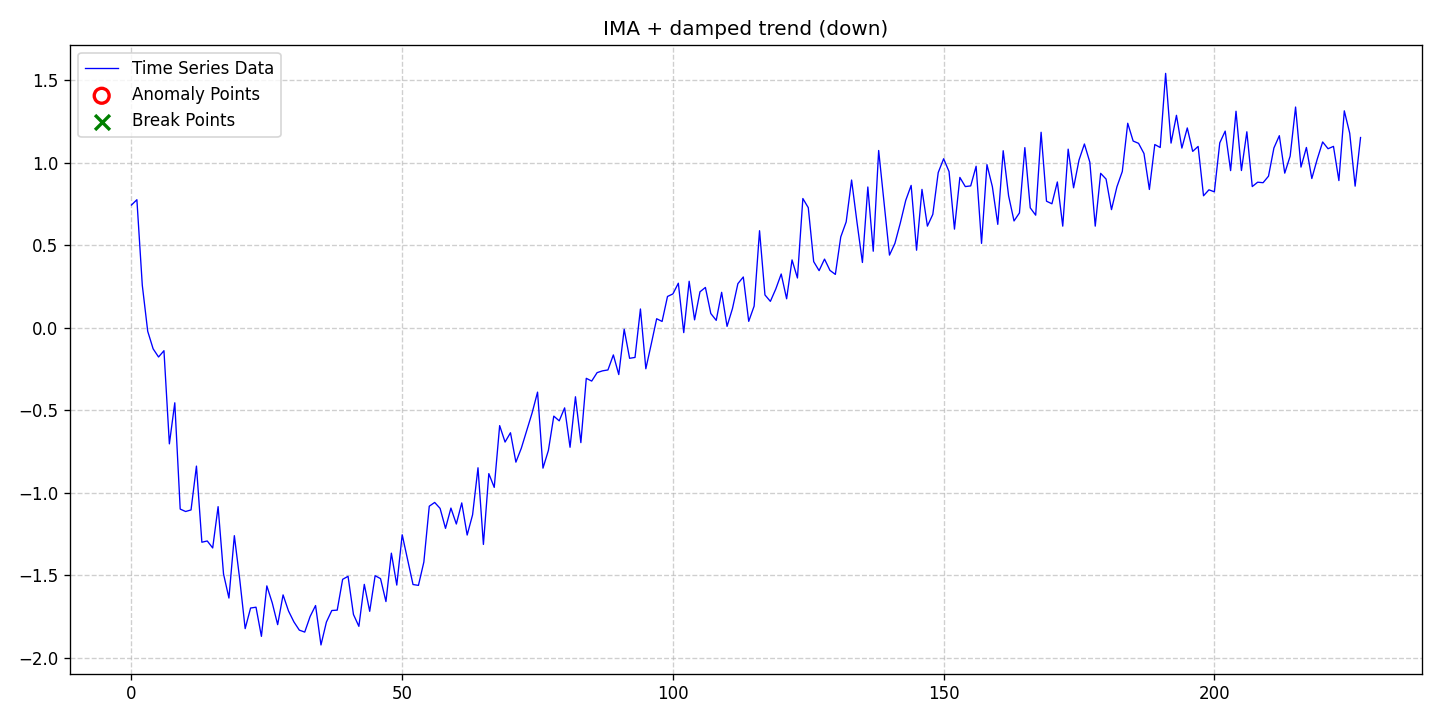 IMA + damped trend (down)
Time Series Data
Anomaly Points
Break Points
1.5
1.0
0.5
0.0
−0.5
−1.0
−1.5
−2.0
0 50 100 150 200